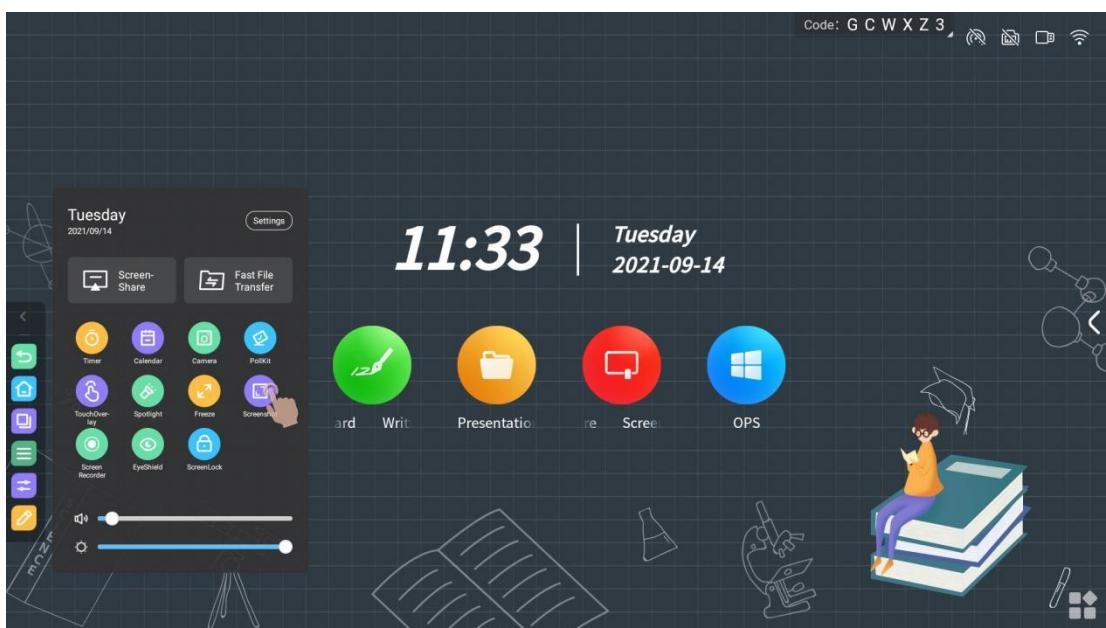 Code: G C W X Z 3
Tuesday
2021/09/14
Settings
Screen-
Share
Fast File
Transfer
11:33
Tuesday
2021-09-14
Timer
Calendar
Camera
PollKit
TouchOver-
lay
Spotlight
Freeze
Screenshot
Screen
Recorder
EyeShield
ScreenLock
ard Writ
Presentatio
re Scree
OPS